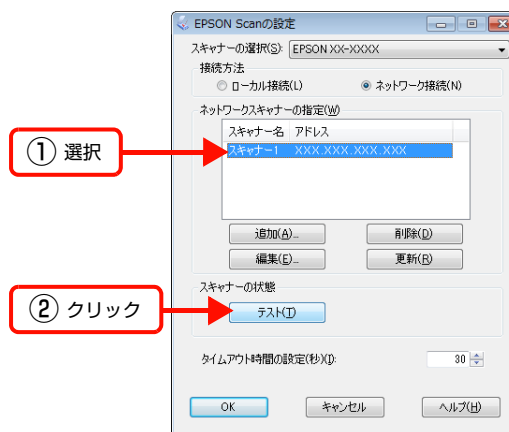 EPSON Scanの設定
スキャナーの選択(S): EPSON XX-XXXX
接続方法
ローカル接続(L) ネットワーク接続(N)
ネットワークスキャナーの指定(W)
スキャナー名 アドレス
① 選択
スキャナー1 XXX.XXX.XXX.XXX
追加(A)... 削除(D)
編集(E)... 更新(R)
スキャナーの状態
② クリック
テスト(T)
タイムアウト時間の設定(秒)(I): 30
OK キャンセル ヘルプ(H)